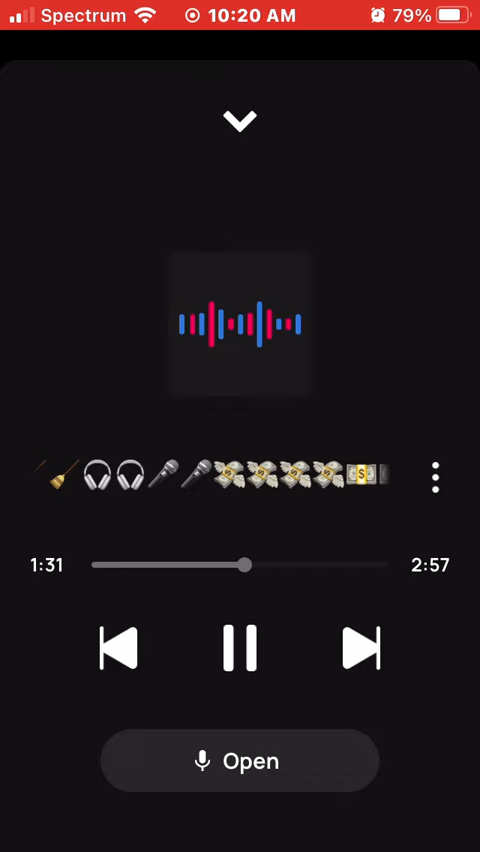 Spectrum 10:20 AM 79%
🧹🎧🎧🎤🎤💸💸💸💸💵
1:31 2:57
Open